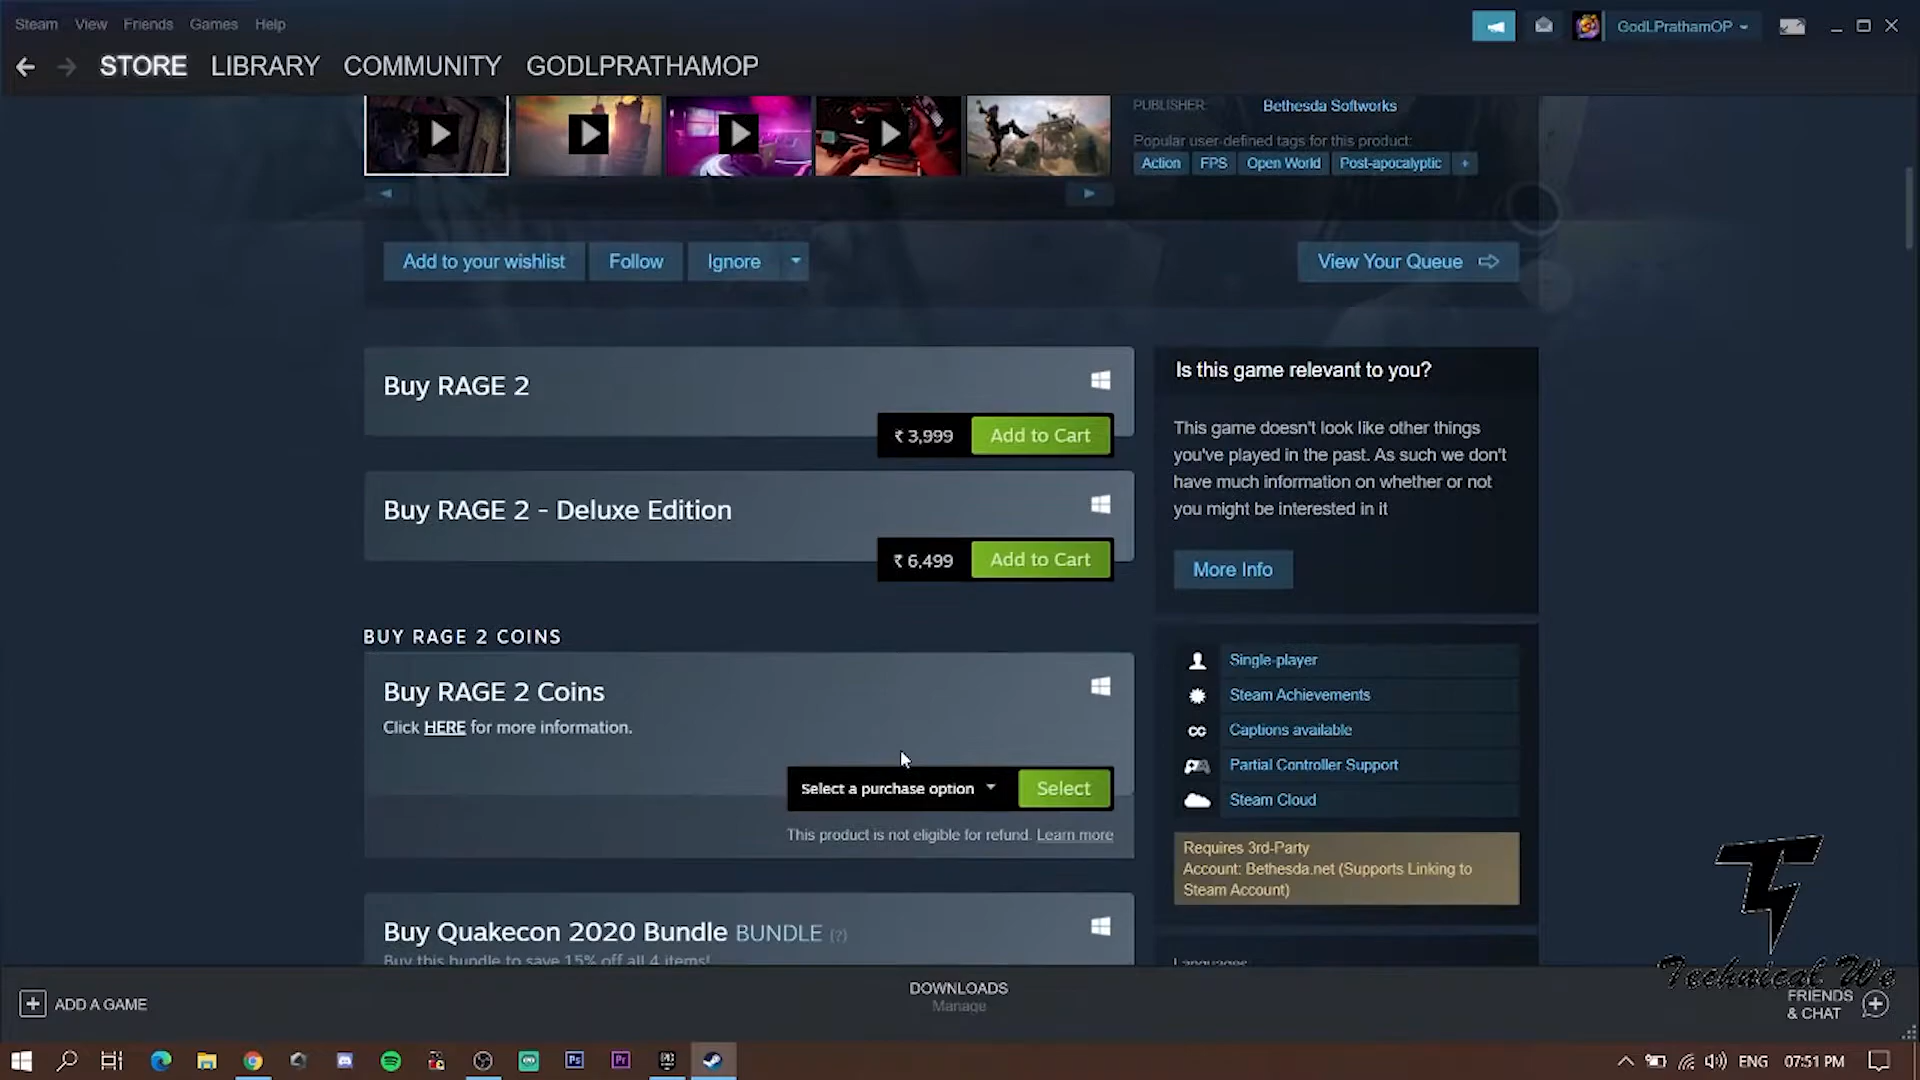 Steam View Friends Games Help
GodLPrathamOP
STORE LIBRARY COMMUNITY GODLPRATHAMOP
PUBLISHER: Bethesda Softworks
Popular user-defined tags for this product:
Action FPS Open World Post-apocalyptic +
Add to your wishlist Follow Ignore
View Your Queue
Buy RAGE 2
₹ 3,999 Add to Cart
Buy RAGE 2 - Deluxe Edition
₹ 6,499 Add to Cart
BUY RAGE 2 COINS
Buy RAGE 2 Coins
Click HERE for more information.
Select a purchase option Select
This product is not eligible for refund. Learn more
Buy Quakecon 2020 Bundle BUNDLE (?)
Buy this bundle to save 15% off all 4 items!
Is this game relevant to you?
This game doesn't look like other things
you've played in the past. As such we don't
have much information on whether or not
you might be interested in it
More Info
Single-player
Steam Achievements
CC Captions available
Partial Controller Support
Steam Cloud
Requires 3rd-Party
Account: Bethesda.net (Supports Linking to
Steam Account)
Languages
Technical We
+ ADD A GAME
DOWNLOADS
Manage
FRIENDS
& CHAT
Ps Pr
ENG 07:51 PM